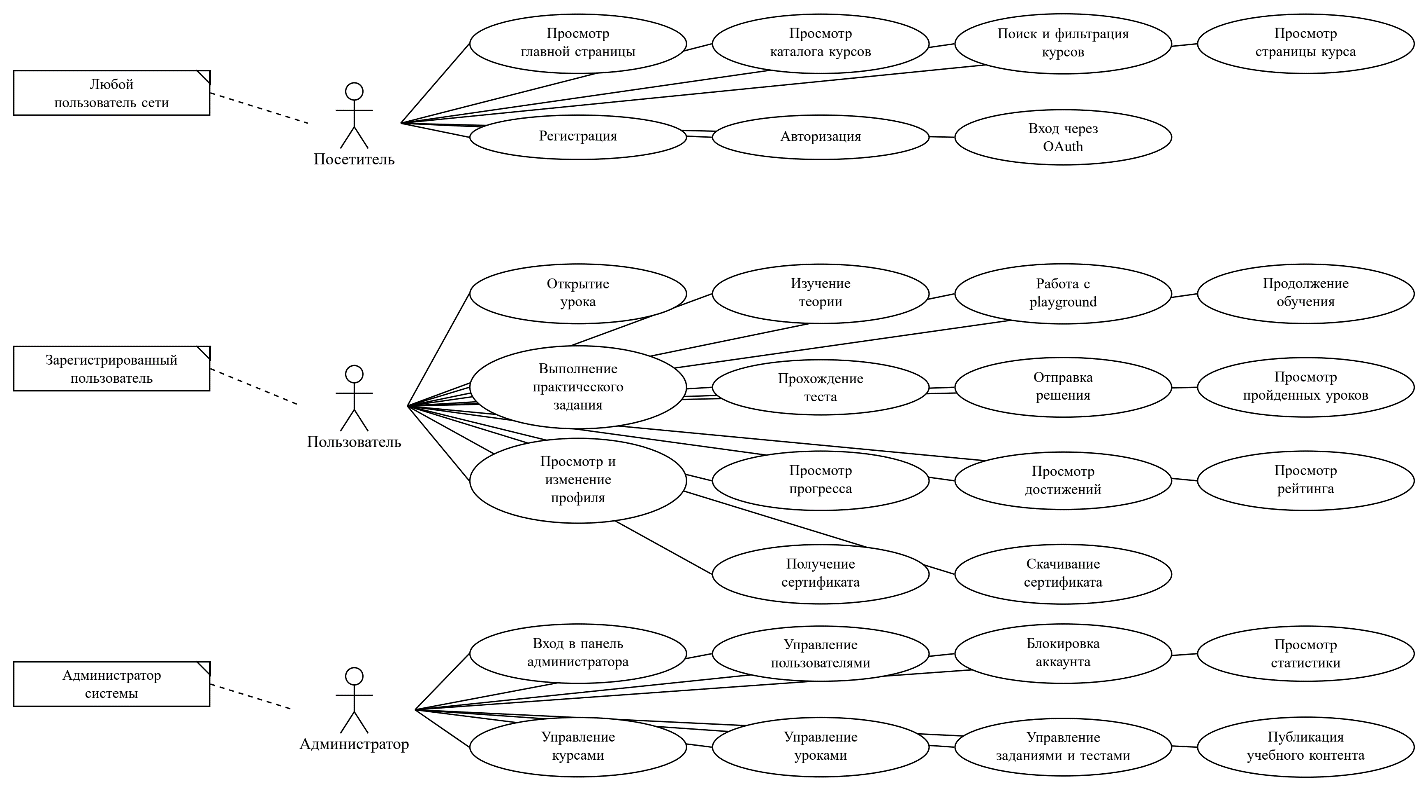 Просмотр
главной страницы
Просмотр
каталога курсов
Поиск и фильтрация
курсов
Просмотр
страницы курса
Любой
пользователь сети
Посетитель
Регистрация
Авторизация
Вход через
OAuth
Открытие
урока
Изучение
теории
Работа с
playground
Продолжение
обучения
Зарегистрированный
пользователь
Пользователь
Выполнение
практического
задания
Прохождение
теста
Отправка
решения
Просмотр
пройденных уроков
Просмотр и
изменение
профиля
Просмотр
прогресса
Просмотр
достижений
Просмотр
рейтинга
Получение
сертификата
Скачивание
сертификата
Вход в панель
администратора
Управление
пользователями
Блокировка
аккаунта
Просмотр
статистики
Администратор
системы
Администратор
Управление
курсами
Управление
уроками
Управление
заданиями и тестами
Публикация
учебного контента